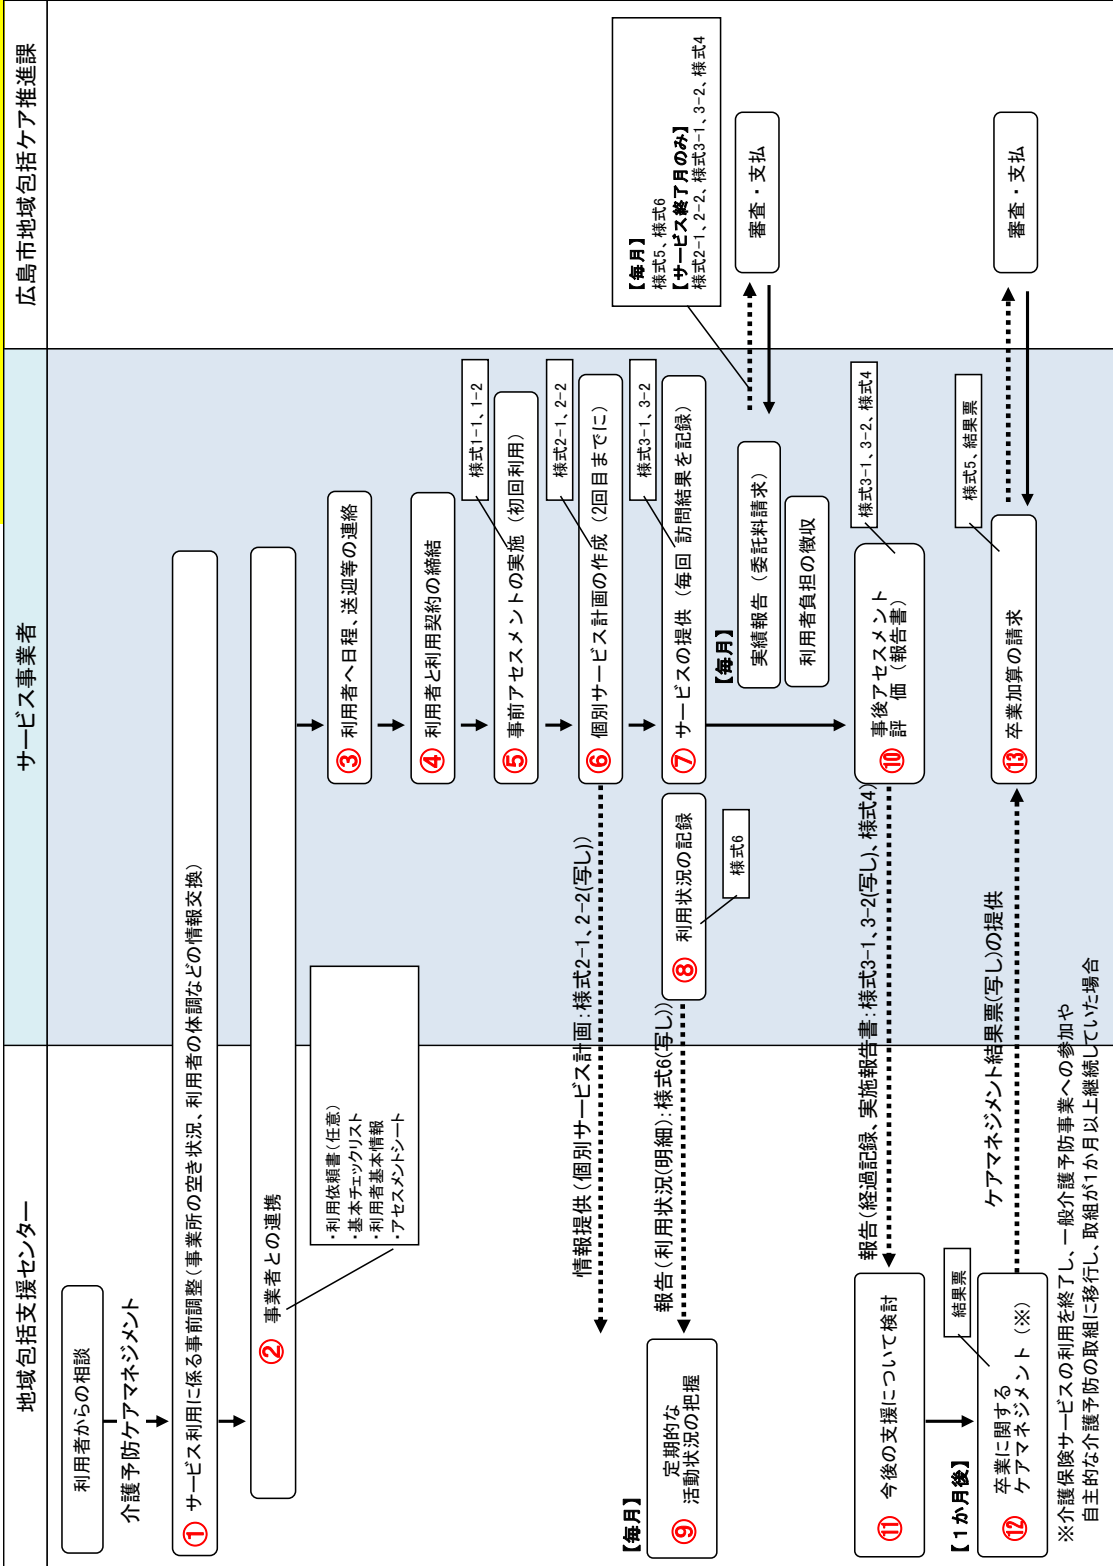 地域包括支援センター
サービス事業者
広島市地域包括ケア推進課
利用者からの相談
介護予防ケアマネジメント
① サービス利用に係る事前調整(事業所の空き状況、利用者の体調などの情報交換)
② 事業者との連携
・利用依頼書(任意)
・基本チェックリスト
・利用者基本情報
・アセスメントシート
③ 利用者へ日程、送迎等の連絡
④ 利用者と利用契約の締結
様式1-1、1-2
⑤ 事前アセスメントの実施(初回利用)
様式2-1、2-2
⑥ 個別サービス計画の作成(2回目までに)
情報提供(個別サービス計画:様式2-1、2-2(写し))
様式3-1、3-2
⑦ サービスの提供(毎回 訪問結果を記録)
⑧ 利用状況の記録
様式6
報告(利用状況(明細):様式6(写し))
【毎月】
⑨ 定期的な
活動状況の把握
【毎月】
実績報告(委託料請求)
利用者負担の徴収
【毎月】
様式5、様式6
【サービス終了月のみ】
様式2-1、2-2、様式3-1、3-2、様式4
審査・支払
様式3-1、3-2、様式4
⑩ 事後アセスメント
評 価(報告書)
報告(経過記録、実施報告書:様式3-1、3-2(写し)、様式4)
⑪ 今後の支援について検討
【1か月後】
結果票
⑫ 卒業に関する
ケアマネジメント(※)
ケアマネジメント結果票(写し)の提供
様式5、結果票
⑬ 卒業加算の請求
審査・支払
※介護保険サービスの利用を終了し、一般介護予防事業への参加や
自主的な介護予防の取組に移行し、取組が1か月以上継続していた場合